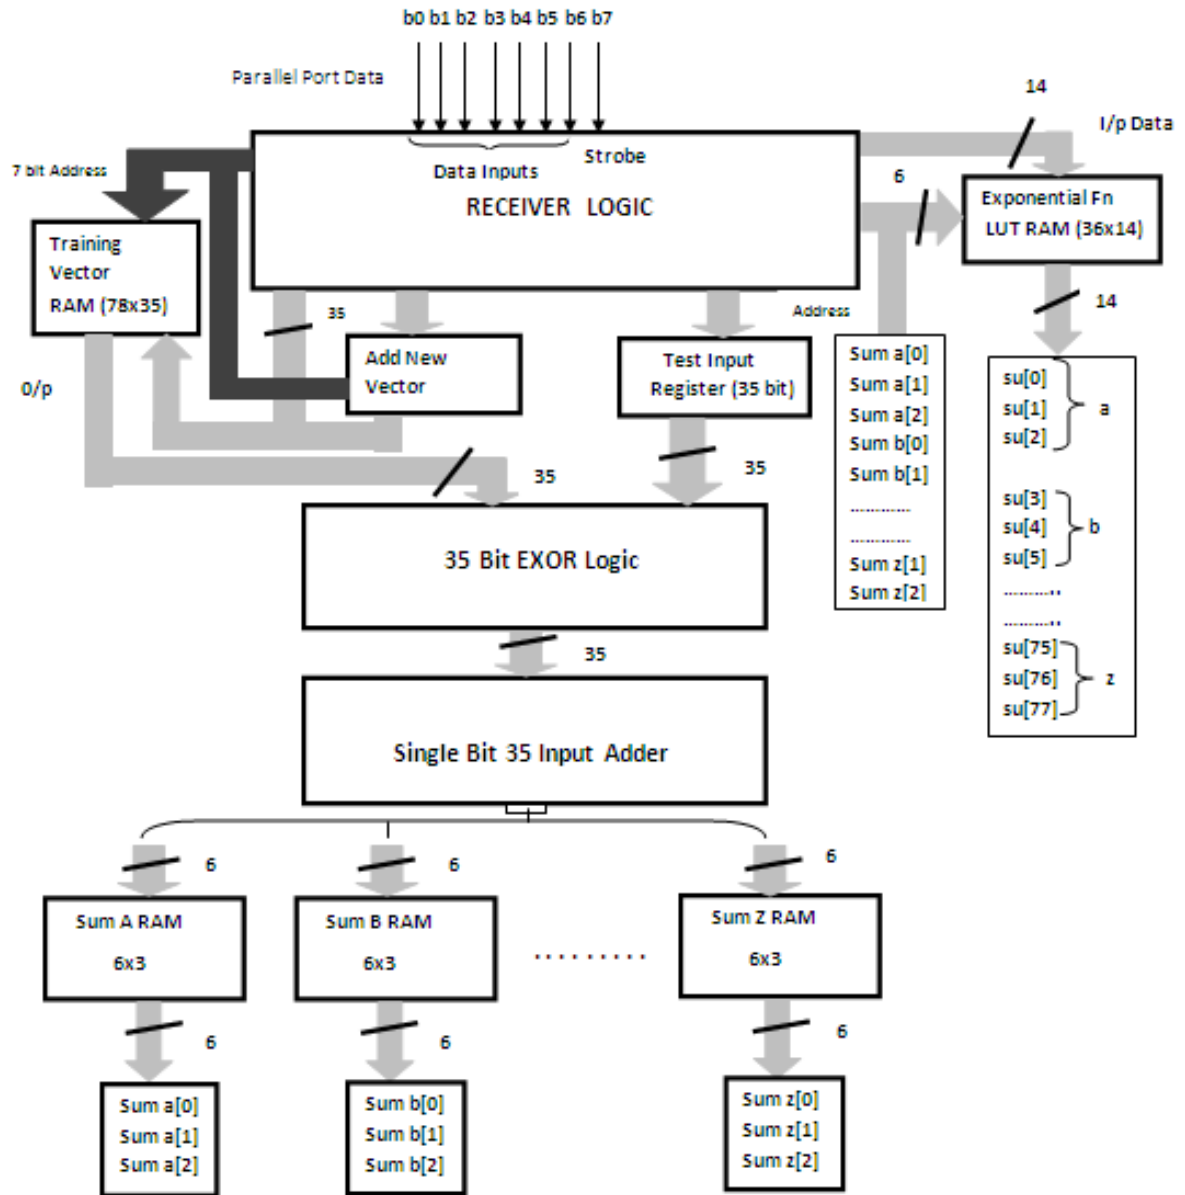 b0 b1 b2 b3 b4 b5 b6 b7
Parallel Port Data
14
I/p Data
7 bit Address
Data Inputs
Strobe
RECEIVER LOGIC
6
Exponential Fn
LUT RAM (36x14)
Training
Vector
RAM (78x35)
35
Address
14
0/p
Add New
Vector
Test Input
Register (35 bit)
Sum a[0]
Sum a[1]
Sum a[2]
Sum b[0]
Sum b[1]
.............
.............
Sum z[1]
Sum z[2]
su[0]
su[1]
su[2]
a
su[3]
su[4]
su[5]
b
............
............
su[75]
su[76]
su[77]
z
35
35
35 Bit EXOR Logic
35
Single Bit 35 Input Adder
6
6
6
Sum A RAM
6x3
Sum B RAM
6x3
.........
Sum Z RAM
6x3
6
6
6
Sum a[0]
Sum a[1]
Sum a[2]
Sum b[0]
Sum b[1]
Sum b[2]
Sum z[0]
Sum z[1]
Sum z[2]